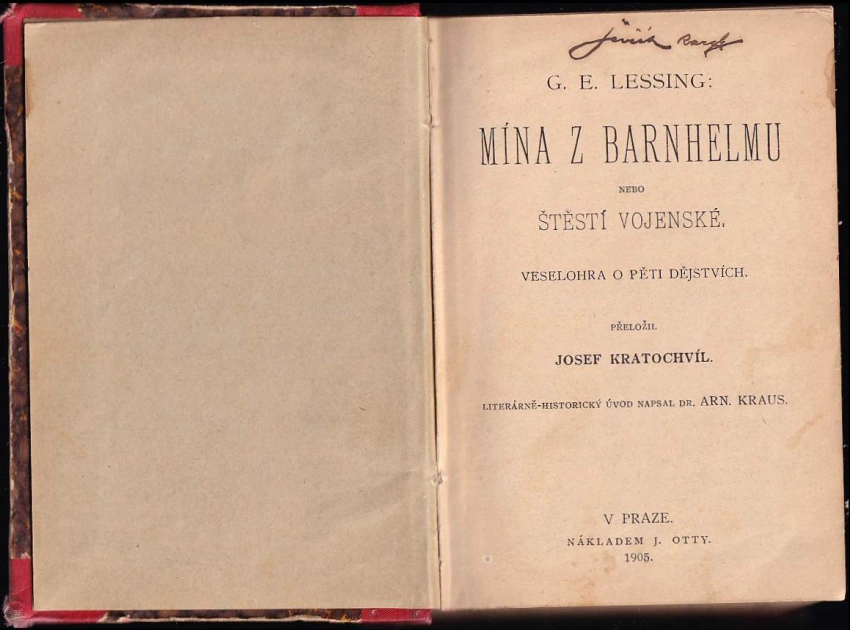 G. E. LESSING:
MÍNA Z BARNHELMU
NEBO
ŠTĚSTÍ VOJENSKÉ.
VESELOHRA O PĚTI DĚJSTVÍCH.
PŘELOŽIL
JOSEF KRATOCHVÍL.
LITERÁRNĚ-HISTORICKÝ ÚVOD NAPSAL DR. ARN. KRAUS.
V PRAZE.
NÁKLADEM J. OTTY.
1905.